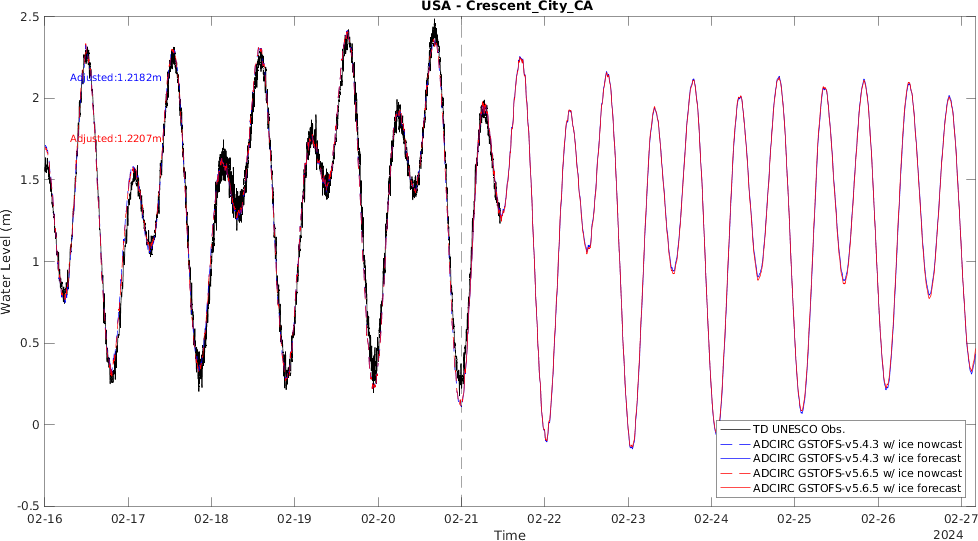 USA - Crescent_City_CA
2.5
2
1.5
1
0.5
0
-0.5
Water Level (m)
Adjusted:1.2182m
Adjusted:1.2207m
TD UNESCO Obs.
ADCIRC GSTOFS-v5.4.3 w/ ice nowcast
ADCIRC GSTOFS-v5.4.3 w/ ice forecast
ADCIRC GSTOFS-v5.6.5 w/ ice nowcast
ADCIRC GSTOFS-v5.6.5 w/ ice forecast
02-16 02-17 02-18 02-19 02-20 02-21 02-22 02-23 02-24 02-25 02-26 02-27
Time
2024